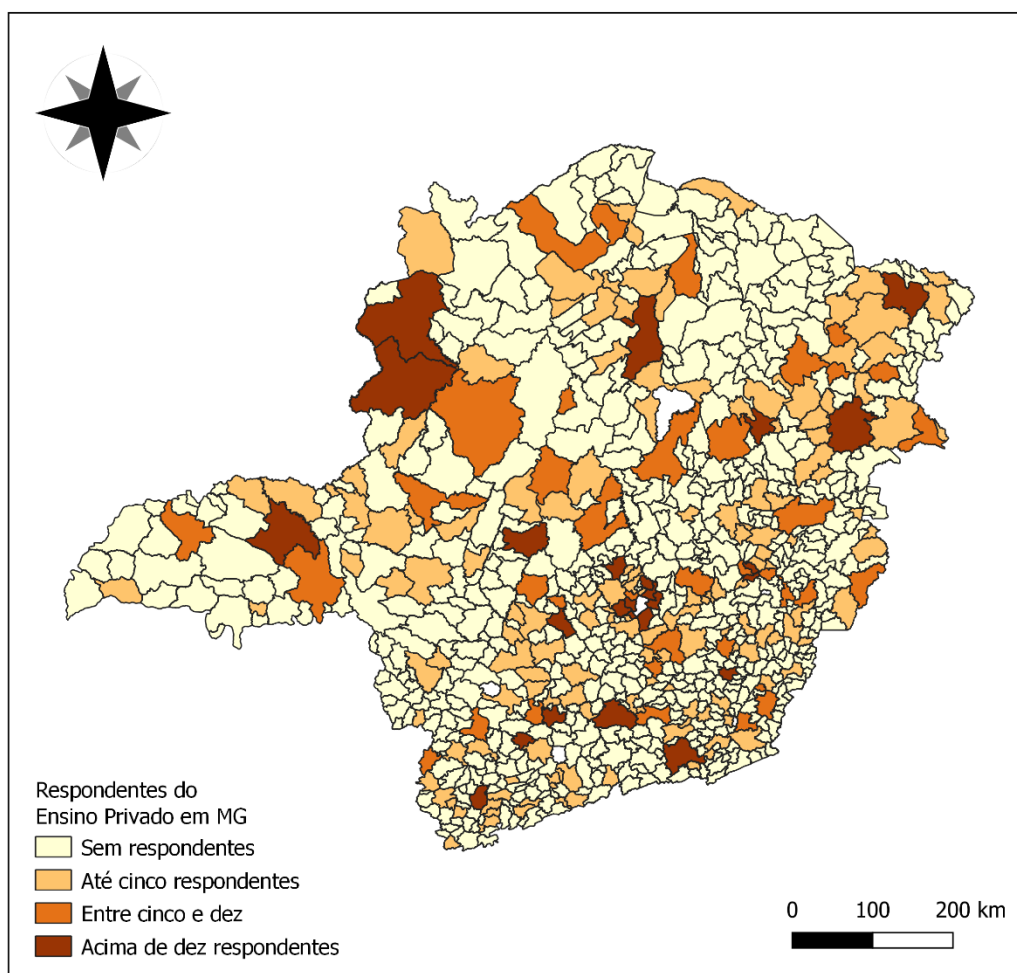 Respondentes do
Ensino Privado em MG
Sem respondentes
Até cinco respondentes
Entre cinco e dez
Acima de dez respondentes
0 100 200 km